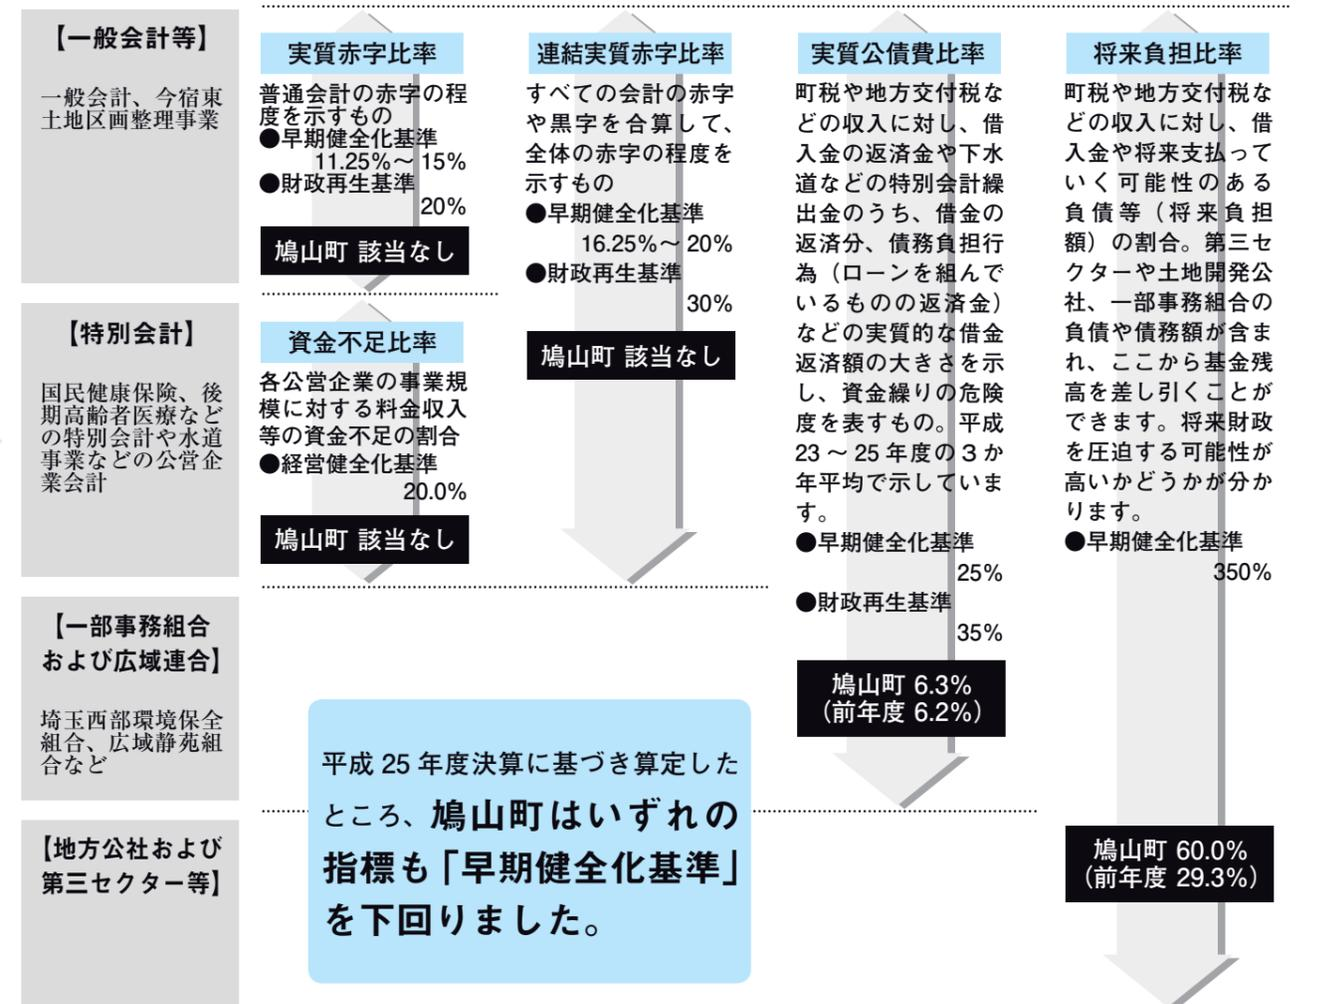 【一般会計等】
一般会計、今宿東
土地区画整理事業
【特別会計】
国民健康保険、後
期高齢者医療など
の特別会計や水道
事業などの公営企
業会計
【一部事務組合
および広域連合】
埼玉西部環境保全
組合、広域静苑組
合など
【地方公社および
第三セクター等】
実質赤字比率
普通会計の赤字の程
度を示すもの
●早期健全化基準
11.25%～15%
●財政再生基準
20%
鳩山町 該当なし
資金不足比率
各公営企業の事業規
模に対する料金収入
等の資金不足の割合
●経営健全化基準
20.0%
鳩山町 該当なし
連結実質赤字比率
すべての会計の赤字
や黒字を合算して、
全体の赤字の程度を
示すもの
●早期健全化基準
16.25%～20%
●財政再生基準
30%
鳩山町 該当なし
実質公債費比率
町税や地方交付税な
どの収入に対し、借
入金の返済金や下水
道などの特別会計繰
出金のうち、借金の
返済分、債務負担行
為（ローンを組んで
いるものの返済金）
などの実質的な借金
返済額の大きさを示
し、資金繰りの危険
度を表すもの。平成
23～25年度の3か
年平均で示していま
す。
●早期健全化基準
25%
●財政再生基準
35%
鳩山町 6.3%
（前年度 6.2%）
将来負担比率
町税や地方交付税な
どの収入に対し、借
入金や将来支払って
いく可能性のある
負債等（将来負担
額）の割合。第三セ
クターや土地開発公
社、一部事務組合の
負債や債務額が含ま
れ、ここから基金残
高を差し引くことが
できます。将来財政
を圧迫する可能性が
高いかどうかが分か
ります。
●早期健全化基準
350%
鳩山町 60.0%
（前年度 29.3%）
平成 25 年度決算に基づき算定した
ところ、鳩山町はいずれの
指標も「早期健全化基準」
を下回りました。